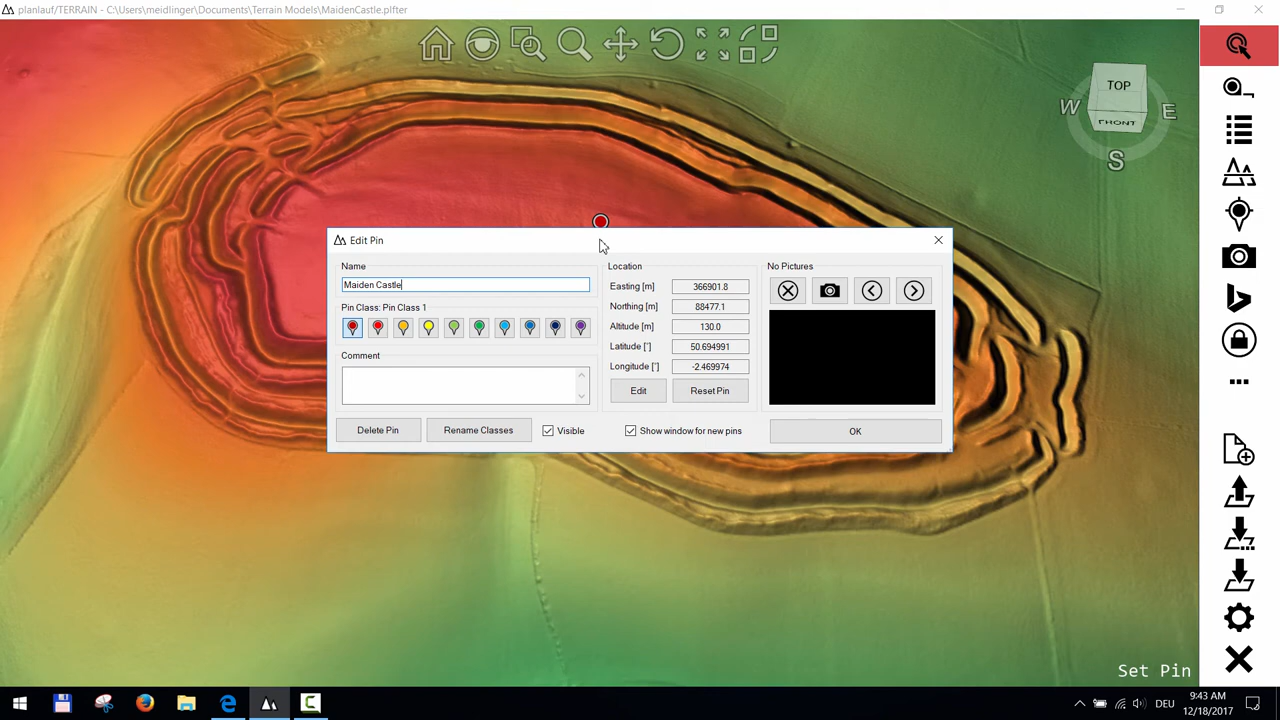 planlauf/TERRAIN - C:\Users\meidlinger\Documents\Terrain Models\MaidenCastle.plfter
TOP
FRONT
W
E
S
Edit Pin
Name
Maiden Castle
Pin Class: Pin Class 1
Comment
Location
Easting [m] 366901.8
Northing [m] 88477.1
Altitude [m] 130.0
Latitude [°] 50.694991
Longitude [°] -2.469974
Edit
Reset Pin
No Pictures
Delete Pin
Rename Classes
Visible
Show window for new pins
OK
Set Pin
DEU
9:43 AM
12/18/2017